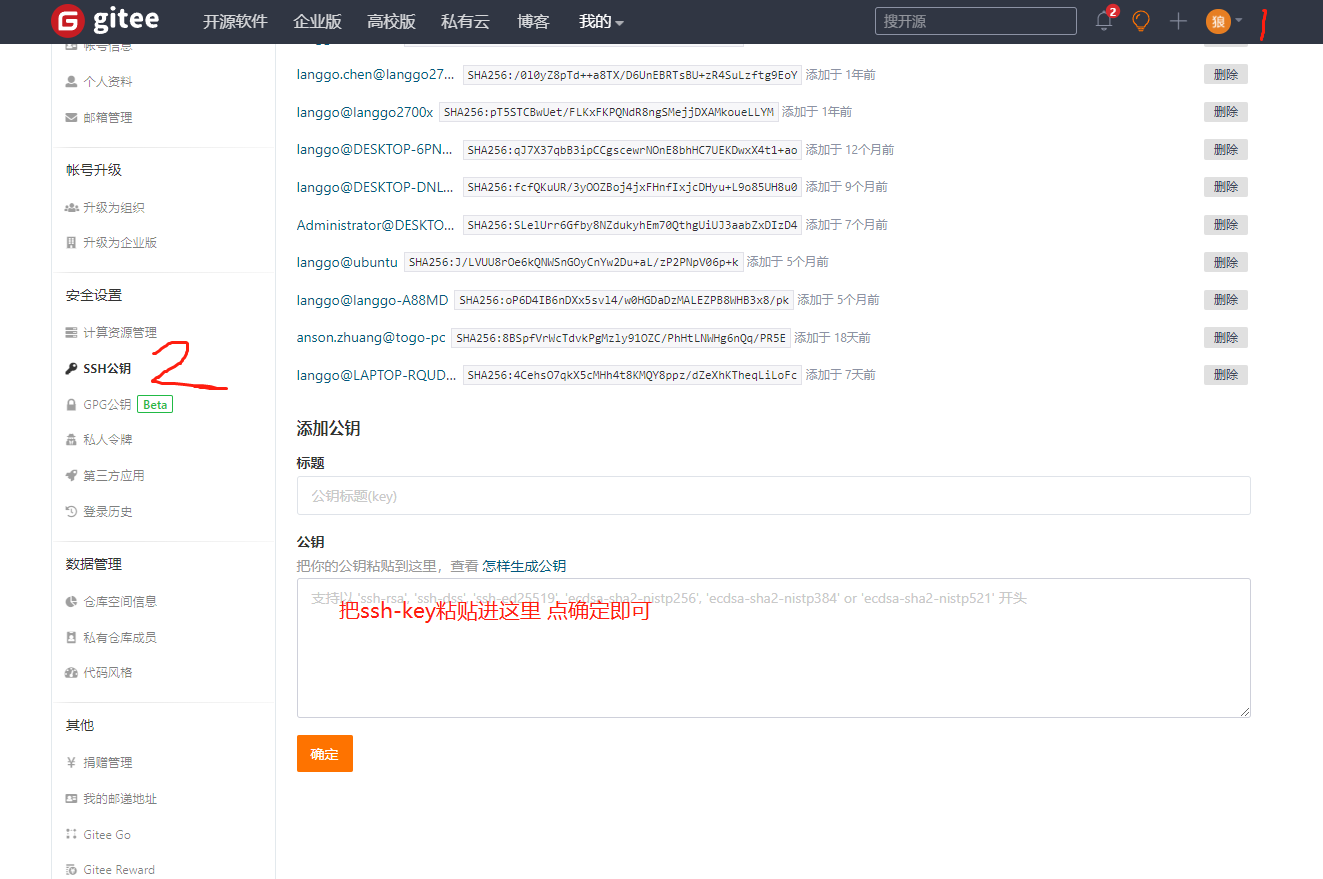 gitee 开源软件 企业版 高校版 私有云 博客 我的 搜开源 2 狼 1
帐号信息
个人资料
邮箱管理
帐号升级
升级为组织
升级为企业版
安全设置
计算资源管理
SSH公钥 2
GPG公钥 Beta
私人令牌
第三方应用
登录历史
数据管理
仓库空间信息
私有仓库成员
代码风格
其他
捐赠管理
我的邮递地址
Gitee Go
Gitee Reward
langgo.chen@langgo27... SHA256:/0l0yZ8pTd++a8TX/D6UnEBRTsBU+zR4SuLzftg9EoY 添加于 1年前 删除
langgo@langgo2700x SHA256:pT5STCBwUet/FLKxFKPQNdR8ngSMejjDXAMkoueLLYM 添加于 1年前 删除
langgo@DESKTOP-6PN... SHA256:qJ7X37qbB3ipCCgscewrNOnE8bhHC7UEKDwxX4t1+ao 添加于 12个月前 删除
langgo@DESKTOP-DNL... SHA256:fcfQKuUR/3yOOZBoj4jxFHnfIxjcDHyu+L9o85UH8u0 添加于 9个月前 删除
Administrator@DESKTO... SHA256:SLelUrr6Gfby8NZdukyhEm70QthgUiUJ3aabZxDIzD4 添加于 7个月前 删除
langgo@ubuntu SHA256:J/LVUU8rOe6kQNWSnGOyCnYw2Du+aL/zP2PNpV06p+k 添加于 5个月前 删除
langgo@langgo-A88MD SHA256:oP6D4IB6nDXx5svl4/w0HGDaDzMALEZPB8WHB3x8/pk 添加于 5个月前 删除
anson.zhuang@togo-pc SHA256:8BSpfVrWcTdvkPgMzly91OZC/PhHtLNWHg6nQq/PR5E 添加于 18天前 删除
langgo@LAPTOP-RQUD... SHA256:4CehsO7qkX5cMHh4t8KMQY8ppz/dZeXhKTheqLiLoFc 添加于 7天前 删除
添加公钥
标题
公钥标题(key)
公钥
把你的公钥粘贴到这里，查看 怎样生成公钥
支持以 'ssh-rsa', 'ssh-dss', 'ssh-ed25519', 'ecdsa-sha2-nistp256', 'ecdsa-sha2-nistp384' or 'ecdsa-sha2-nistp521' 开头
把ssh-key粘贴进这里 点确定即可
确定